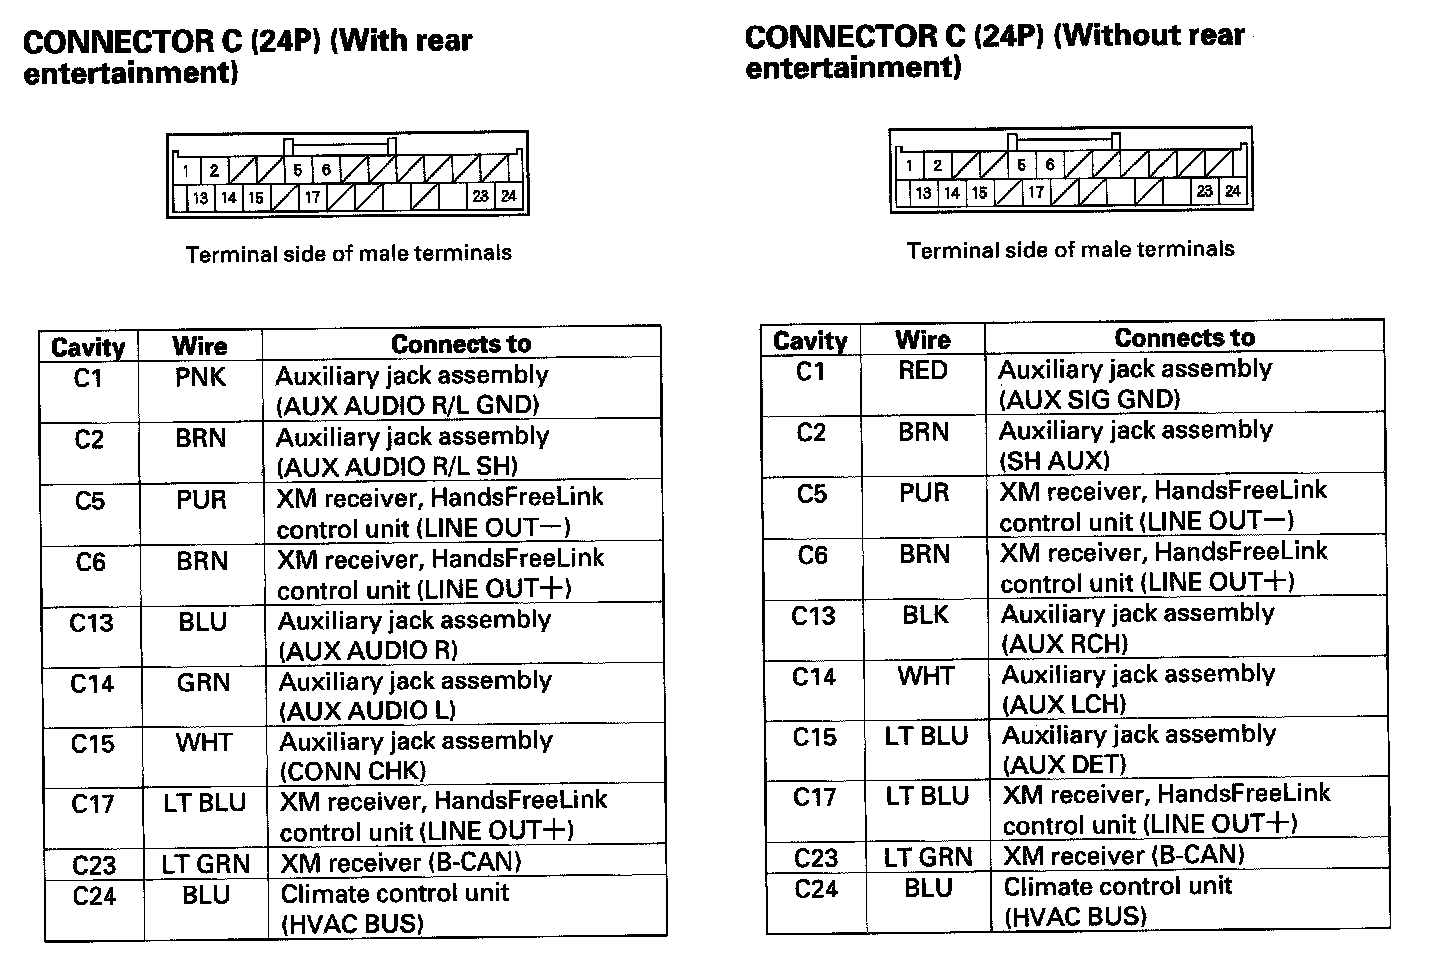 CONNECTOR C (24P) (With rear
entertainment)
1 2 5 6
13 14 15 17 23 24
Terminal side of male terminals
Cavity Wire Connects to
C1 PNK Auxiliary jack assembly
(AUX AUDIO R/L GND)
C2 BRN Auxiliary jack assembly
(AUX AUDIO R/L SH)
C5 PUR XM receiver, HandsFreeLink
control unit (LINE OUT−)
C6 BRN XM receiver, HandsFreeLink
control unit (LINE OUT+)
C13 BLU Auxiliary jack assembly
(AUX AUDIO R)
C14 GRN Auxiliary jack assembly
(AUX AUDIO L)
C15 WHT Auxiliary jack assembly
(CONN CHK)
C17 LT BLU XM receiver, HandsFreeLink
control unit (LINE OUT+)
C23 LT GRN XM receiver (B-CAN)
C24 BLU Climate control unit
(HVAC BUS)
CONNECTOR C (24P) (Without rear
entertainment)
1 2 5 6
13 14 15 17 23 24
Terminal side of male terminals
Cavity Wire Connects to
C1 RED Auxiliary jack assembly
(AUX SIG GND)
C2 BRN Auxiliary jack assembly
(SH AUX)
C5 PUR XM receiver, HandsFreeLink
control unit (LINE OUT−)
C6 BRN XM receiver, HandsFreeLink
control unit (LINE OUT+)
C13 BLK Auxiliary jack assembly
(AUX RCH)
C14 WHT Auxiliary jack assembly
(AUX LCH)
C15 LT BLU Auxiliary jack assembly
(AUX DET)
C17 LT BLU XM receiver, HandsFreeLink
control unit (LINE OUT+)
C23 LT GRN XM receiver (B-CAN)
C24 BLU Climate control unit
(HVAC BUS)